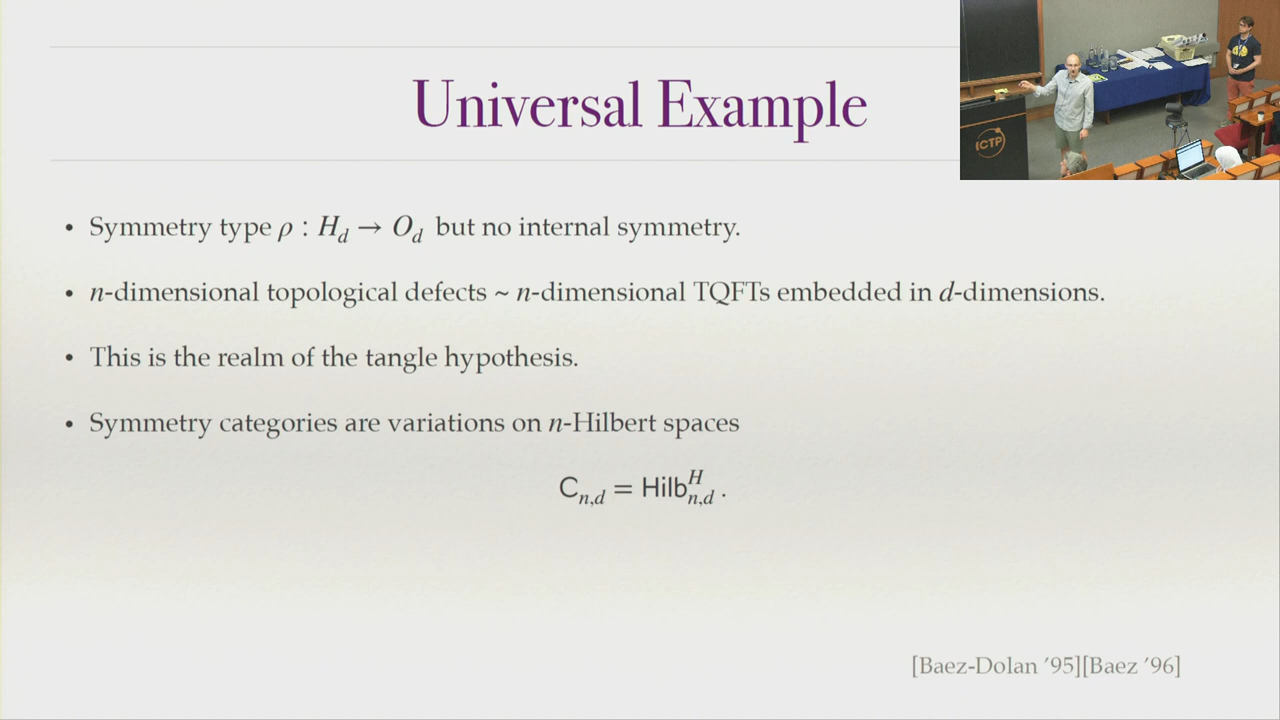 Universal Example
ICTP
• Symmetry type ρ : H_d → O_d but no internal symmetry.
• n-dimensional topological defects ~ n-dimensional TQFTs embedded in d-dimensions.
• This is the realm of the tangle hypothesis.
• Symmetry categories are variations on n-Hilbert spaces
C_{n,d} = Hilb^H_{n,d} .
[Baez-Dolan ’95][Baez ’96]